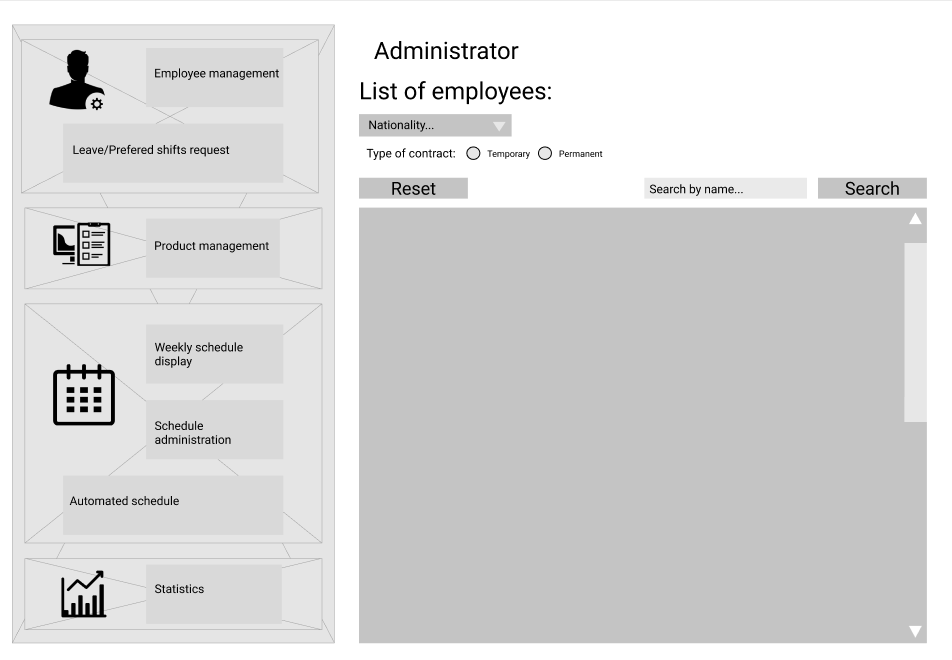 Employee management
Leave/Prefered shifts request
Product management
Weekly schedule
display
Schedule
administration
Automated schedule
Statistics
Administrator
List of employees:
Nationality...
Type of contract: Temporary Permanent
Reset Search by name... Search